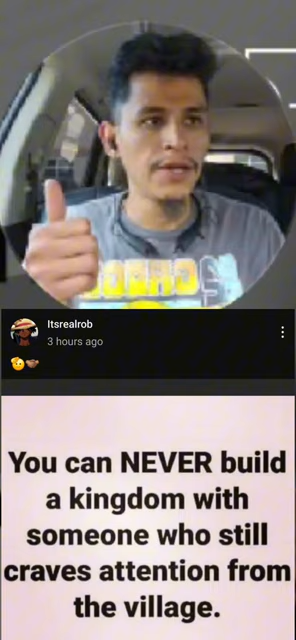 Itsrealrob
3 hours ago
You can NEVER build
a kingdom with
someone who still
craves attention from
the village.